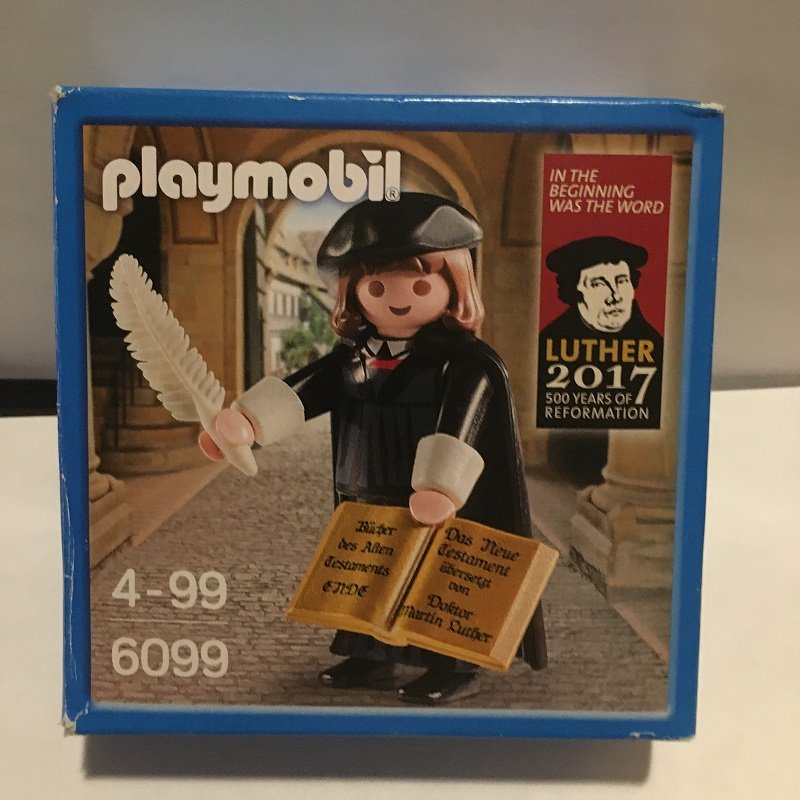 playmobil®
IN THE
BEGINNING
WAS THE WORD
LUTHER
2017
500 YEARS OF
REFORMATION
Bücher
des Alten
Testaments
ENDE
Das Neue
Testament
übersetzt
von
Doktor
Martin Luther
4-99
6099